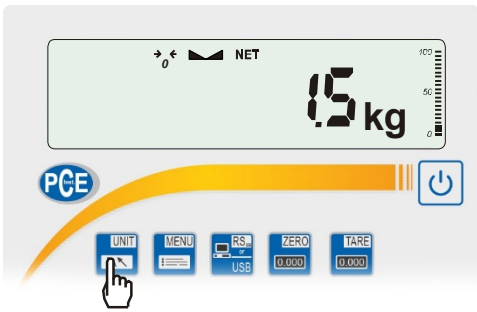 0
NET
100
50
0
1.5 kg
PCE
UNIT
MENU
RS
or
USB
ZERO
0.000
TARE
0.000